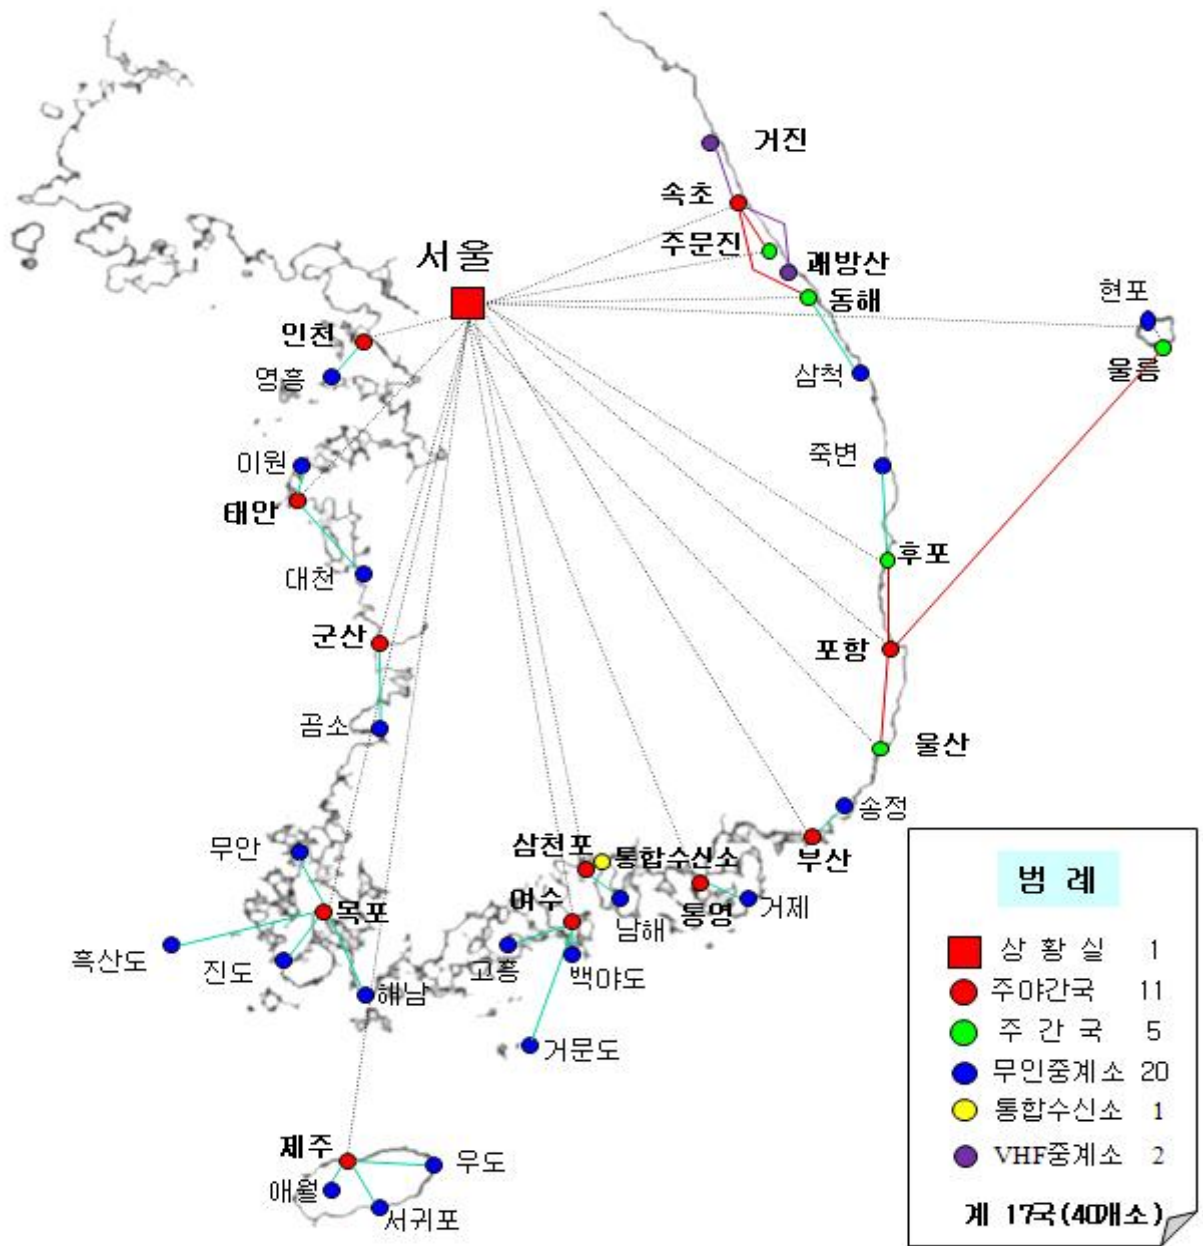 거진
속초
서울
주문진
괘방산
동해
현포
울릉
인천
영흥
삼척
이원
죽변
태안
대천
후포
군산
포항
곰소
울산
송정
무안
삼천포
통합수신소
부산
목포
여수
남해
통영
거제
흑산도
진도
해남
고흥
백야도
거문도
제주
우도
애월
서귀포
범 례
상 황 실 1
주야간국 11
주 간 국 5
무인중계소 20
통합수신소 1
VHF중계소 2
계 17국(40개소)